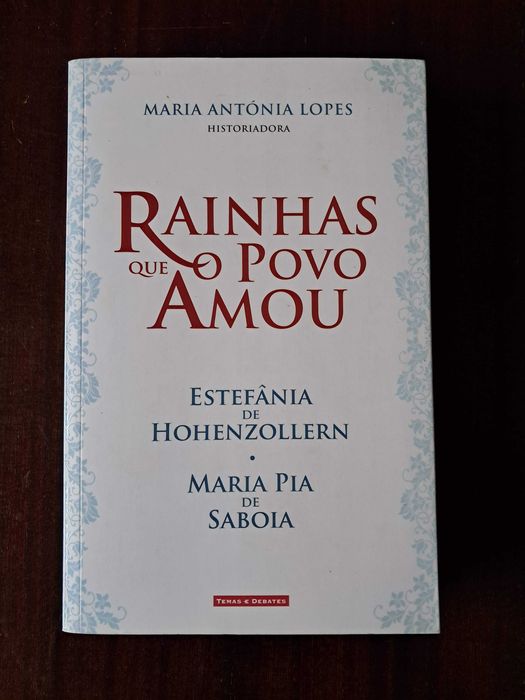 MARIA ANTÓNIA LOPES
HISTORIADORA
RAINHAS
QUE O POVO
AMOU
ESTEFÂNIA
DE
HOHENZOLLERN
•
MARIA PIA
DE
SABOIA
TEMAS E DEBATES